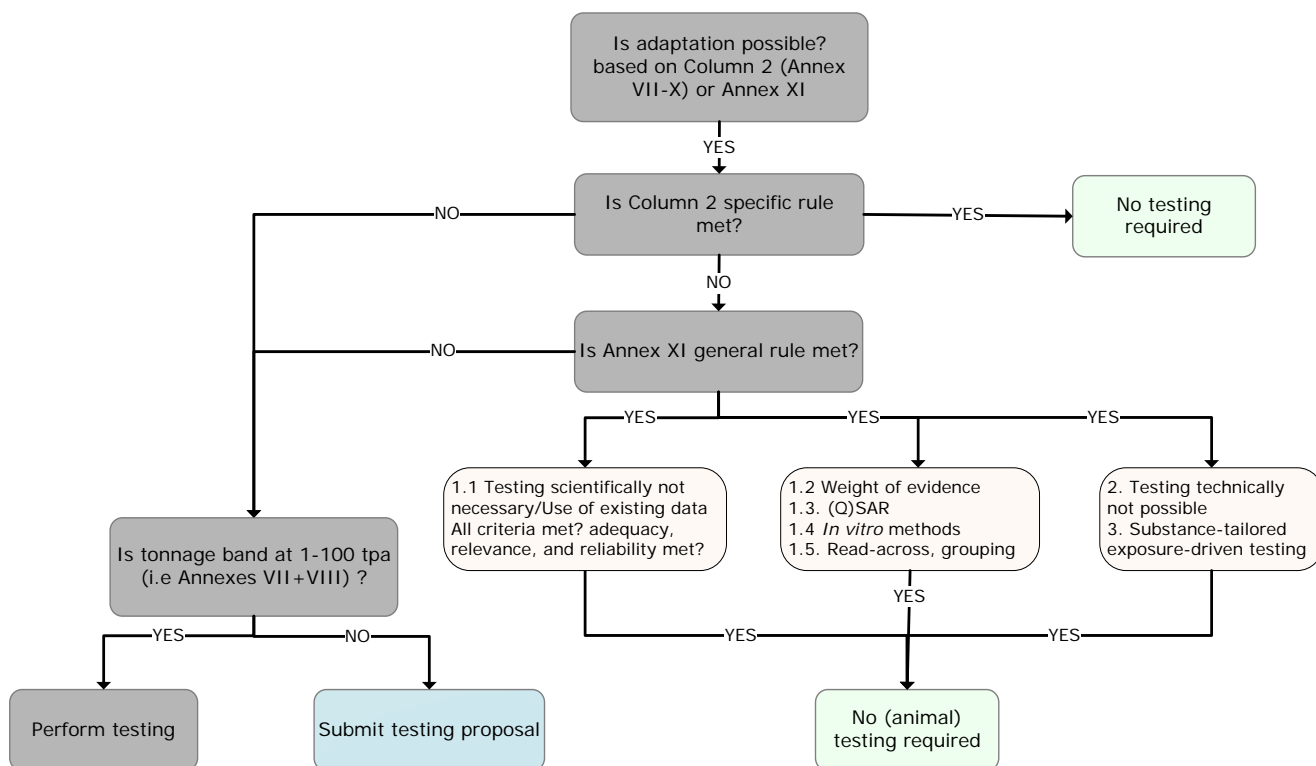 Is adaptation possible?
based on Column 2 (Annex
VII-X) or Annex XI
YES
Is Column 2 specific rule
met?
NO
YES
No testing
required
NO
Is Annex XI general rule met?
NO
YES
YES
YES
1.1 Testing scientifically not
necessary/Use of existing data
All criteria met? adequacy,
relevance, and reliability met?
1.2 Weight of evidence
1.3. (Q)SAR
1.4 In vitro methods
1.5. Read-across, grouping
2. Testing technically
not possible
3. Substance-tailored
exposure-driven testing
Is tonnage band at 1-100 tpa
(i.e Annexes VII+VIII) ?
YES
NO
YES
YES
YES
Perform testing
Submit testing proposal
No (animal)
testing required